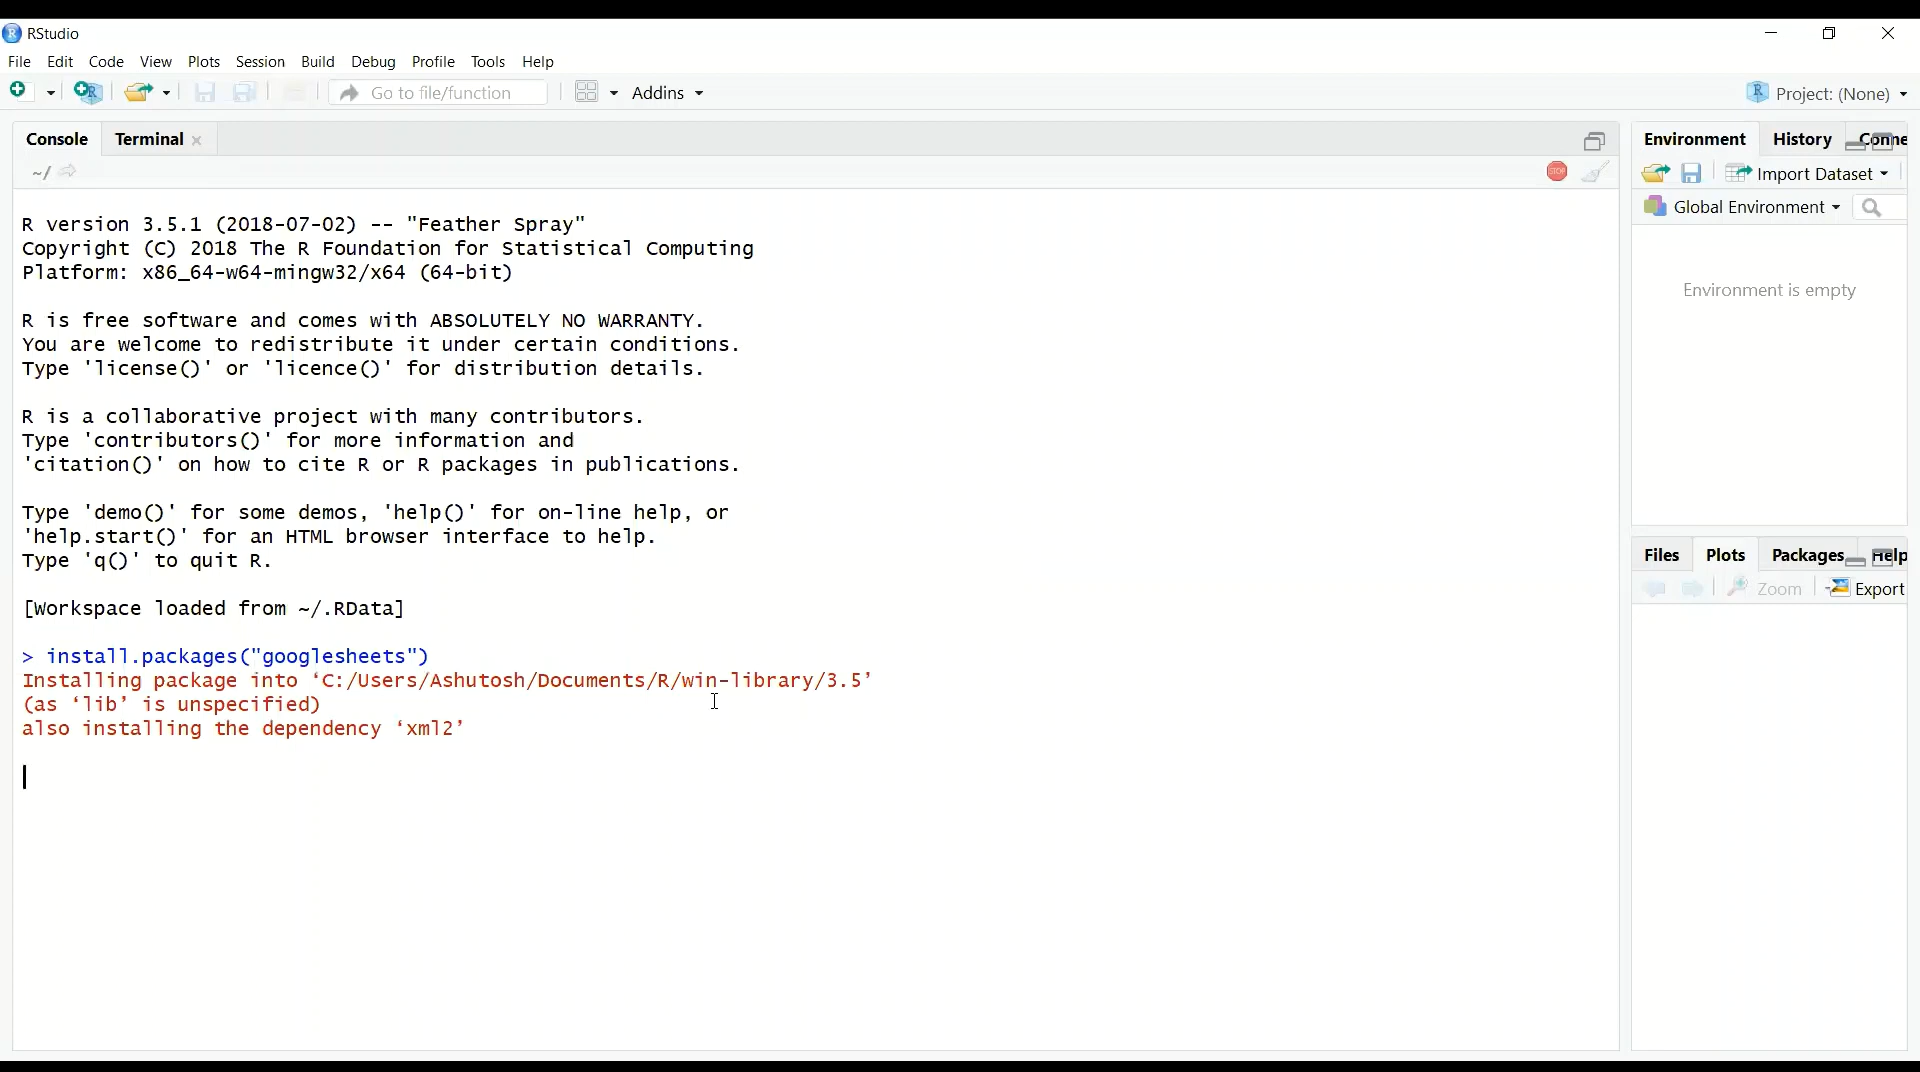 RStudio
File Edit Code View Plots Session Build Debug Profile Tools Help
Go to file/function Addins Project: (None)
Console Terminal
~/
R version 3.5.1 (2018-07-02) -- "Feather Spray"
Copyright (C) 2018 The R Foundation for Statistical Computing
Platform: x86_64-w64-mingw32/x64 (64-bit)
R is free software and comes with ABSOLUTELY NO WARRANTY.
You are welcome to redistribute it under certain conditions.
Type 'license()' or 'licence()' for distribution details.
R is a collaborative project with many contributors.
Type 'contributors()' for more information and
'citation()' on how to cite R or R packages in publications.
Type 'demo()' for some demos, 'help()' for on-line help, or
'help.start()' for an HTML browser interface to help.
Type 'q()' to quit R.
[Workspace loaded from ~/.RData]
> install.packages("googlesheets")
Installing package into ‘C:/Users/Ashutosh/Documents/R/win-library/3.5’
(as ‘lib’ is unspecified)
also installing the dependency ‘xml2’
Environment History Conne
Import Dataset
Global Environment
Environment is empty
Files Plots Packages Help
Zoom Export